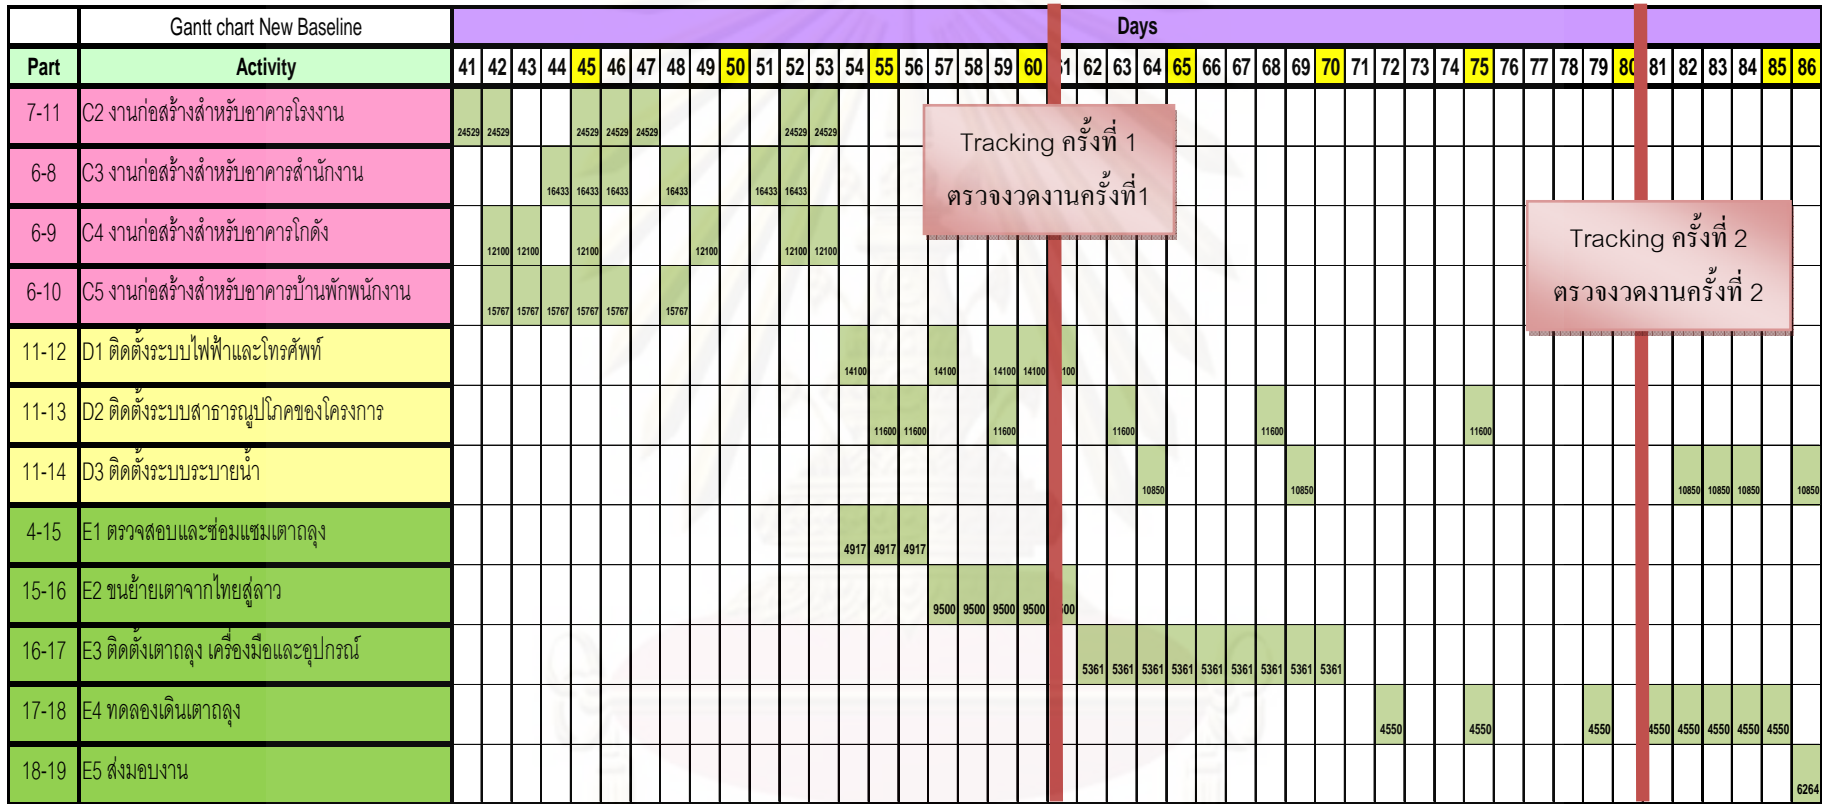 Gantt chart New Baseline Days
Part Activity 41 42 43 44 45 46 47 48 49 50 51 52 53 54 55 56 57 58 59 60 61 62 63 64 65 66 67 68 69 70 71 72 73 74 75 76 77 78 79 80 81 82 83 84 85 86
7-11 C2 งานก่อสร้างสำหรับอาคารโรงงาน 24529 24529 24529 24529 24529 24529 24529
Tracking ครั้งที่ 1
ตรวจงวดงานครั้งที่1
6-8 C3 งานก่อสร้างสำหรับอาคารสำนักงาน 16433 16433 16433 16433 16433 16433
6-9 C4 งานก่อสร้างสำหรับอาคารโกดัง 12100 12100 12100 12100 12100 12100
Tracking ครั้งที่ 2
ตรวจงวดงานครั้งที่ 2
6-10 C5 งานก่อสร้างสำหรับอาคารบ้านพักพนักงาน 15767 15767 15767 15767 15767 15767
11-12 D1 ติดตั้งระบบไฟฟ้าและโทรศัพท์ 14100 14100 14100 14100 100
11-13 D2 ติดตั้งระบบสาธารณูปโภคของโครงการ 11600 11600 11600 11600 11600 11600
11-14 D3 ติดตั้งระบบระบายน้ำ 10850 10850 10850 10850 10850 10850
4-15 E1 ตรวจสอบและซ่อมแซมเตาถลุง 4917 4917 4917
15-16 E2 ขนย้ายเตาจากไทยสู่ลาว 9500 9500 9500 9500 00
16-17 E3 ติดตั้งเตาถลุง เครื่องมือและอุปกรณ์ 5361 5361 5361 5361 5361 5361 5361 5361 5361
17-18 E4 ทดลองเดินเตาถลุง 4550 4550 4550 4550 4550 4550 4550 4550
18-19 E5 ส่งมอบงาน 6264